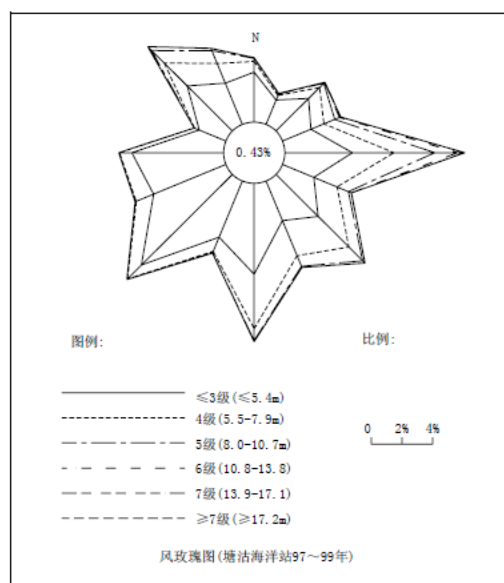 N
0.43%
图例:
比例:
≤3级(≤5.4m)
4级(5.5-7.9m)
5级(8.0-10.7m)
6级(10.8-13.8)
7级(13.9-17.1)
≥7级(≥17.2m)
0 2% 4%
风玫瑰图(塘沽海洋站97～99年)